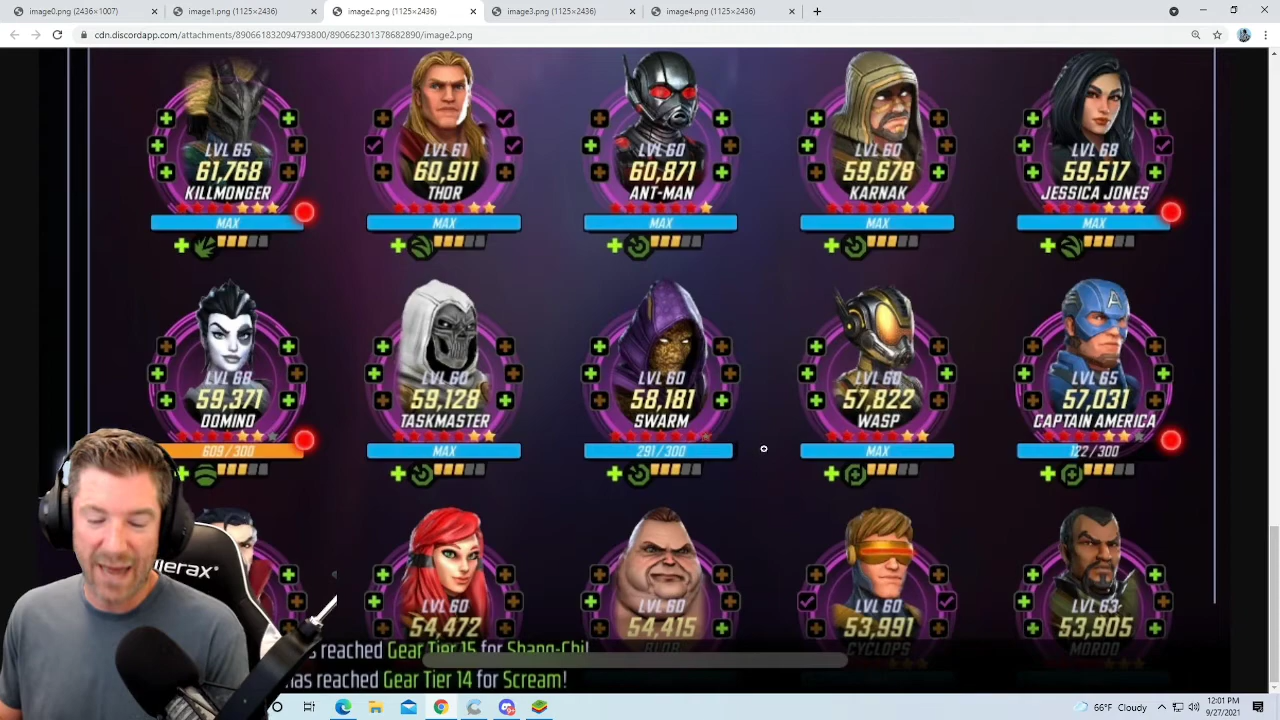 image0.png (2436×1007)
image1.png (1125×2436)
image2.png (1125×2436)
image3.png (1125×2436)
image4.png (1125×2436)
cdn.discordapp.com/attachments/890661832094793800/890662301378682890/image2.png
LVL 65
61,768
KILLMONGER
MAX
LVL 61
60,911
THOR
MAX
LVL 60
60,871
ANT-MAN
MAX
LVL 60
59,678
KARNAK
MAX
LVL 68
59,517
JESSICA JONES
MAX
LVL 68
59,371
DOMINO
609 / 300
LVL 60
59,128
TASKMASTER
MAX
LVL 60
58,181
SWARM
291 / 300
LVL 60
57,822
WASP
MAX
LVL 65
57,031
CAPTAIN AMERICA
122 / 300
LVL 60
54,472
LVL 60
54,415
BLOB
LVL 60
53,991
CYCLOPS
LVL 63
53,905
MORDO
s reached Gear Tier 15 for Shang-Chi!
has reached Gear Tier 14 for Scream!
66°F Cloudy
12:01 PM
9/27/2021